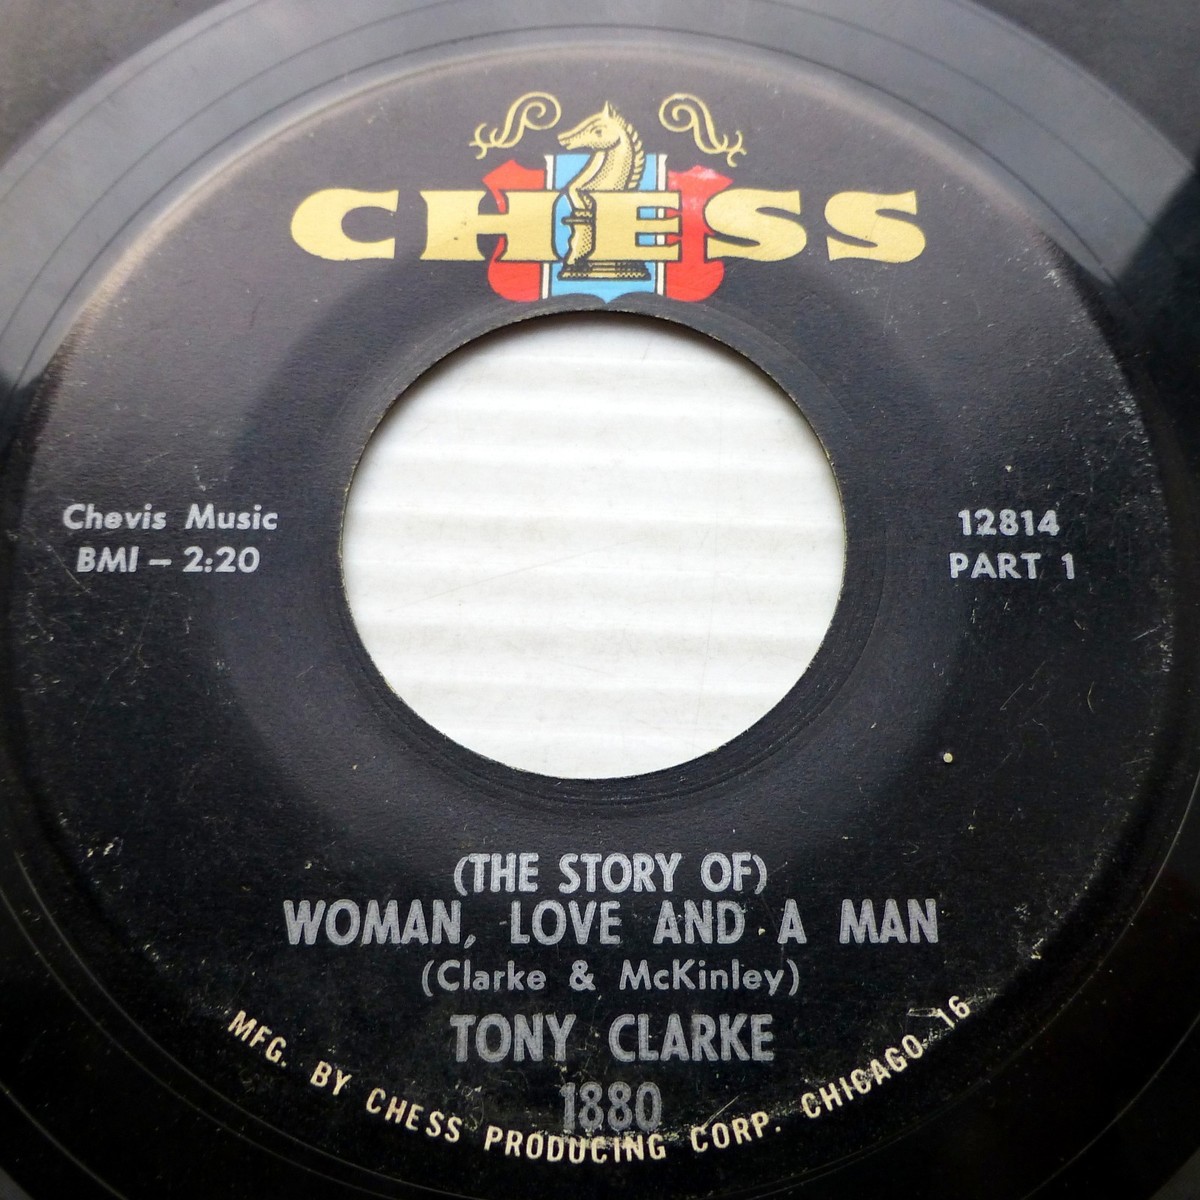 CHESS
Chevis Music
BMI – 2:20
12814
PART 1
(THE STORY OF)
WOMAN, LOVE AND A MAN
(Clarke & McKinley)
TONY CLARKE
1880
MFG. BY CHESS PRODUCING CORP. CHICAGO, 16